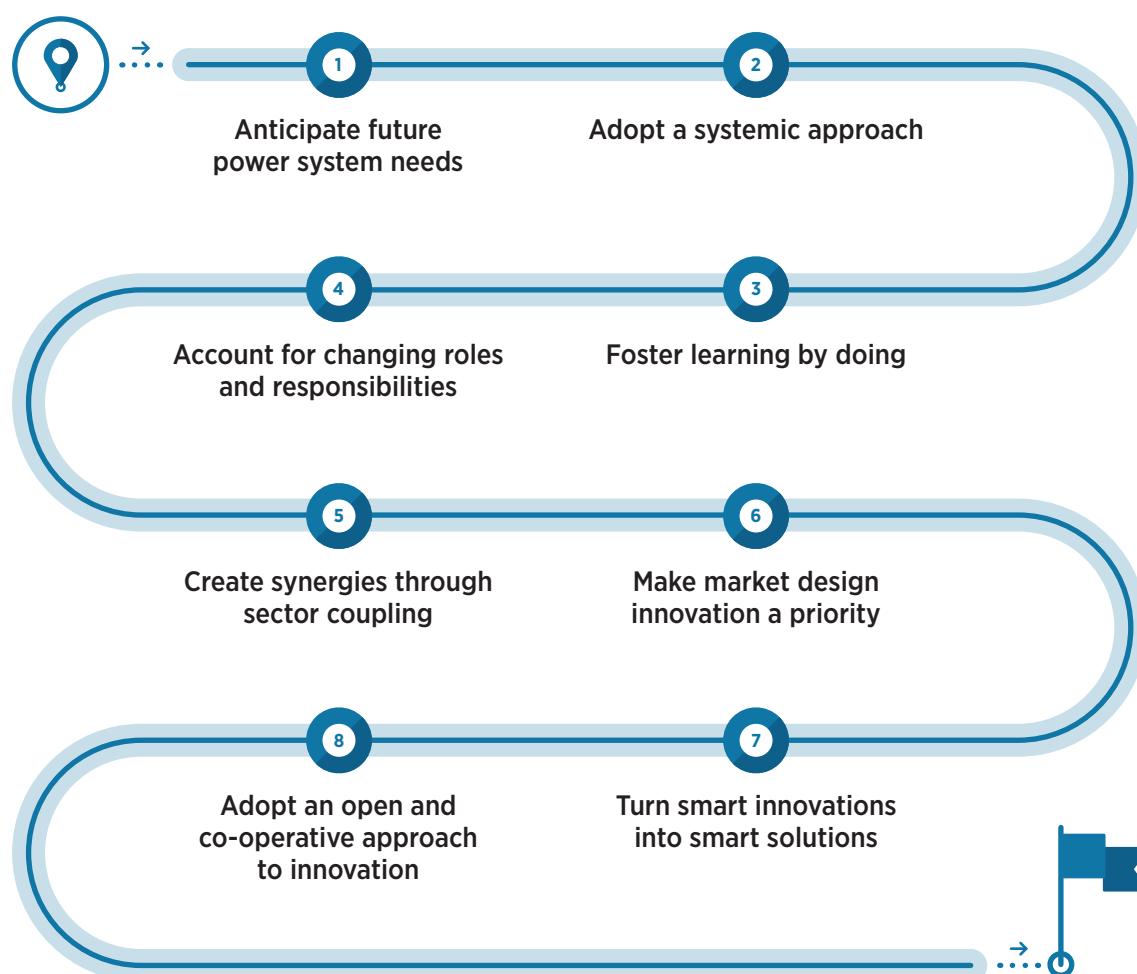 1
Anticipate future
power system needs
2
Adopt a systemic approach
3
Foster learning by doing
4
Account for changing roles
and responsibilities
5
Create synergies through
sector coupling
6
Make market design
innovation a priority
7
Turn smart innovations
into smart solutions
8
Adopt an open and
co-operative approach
to innovation